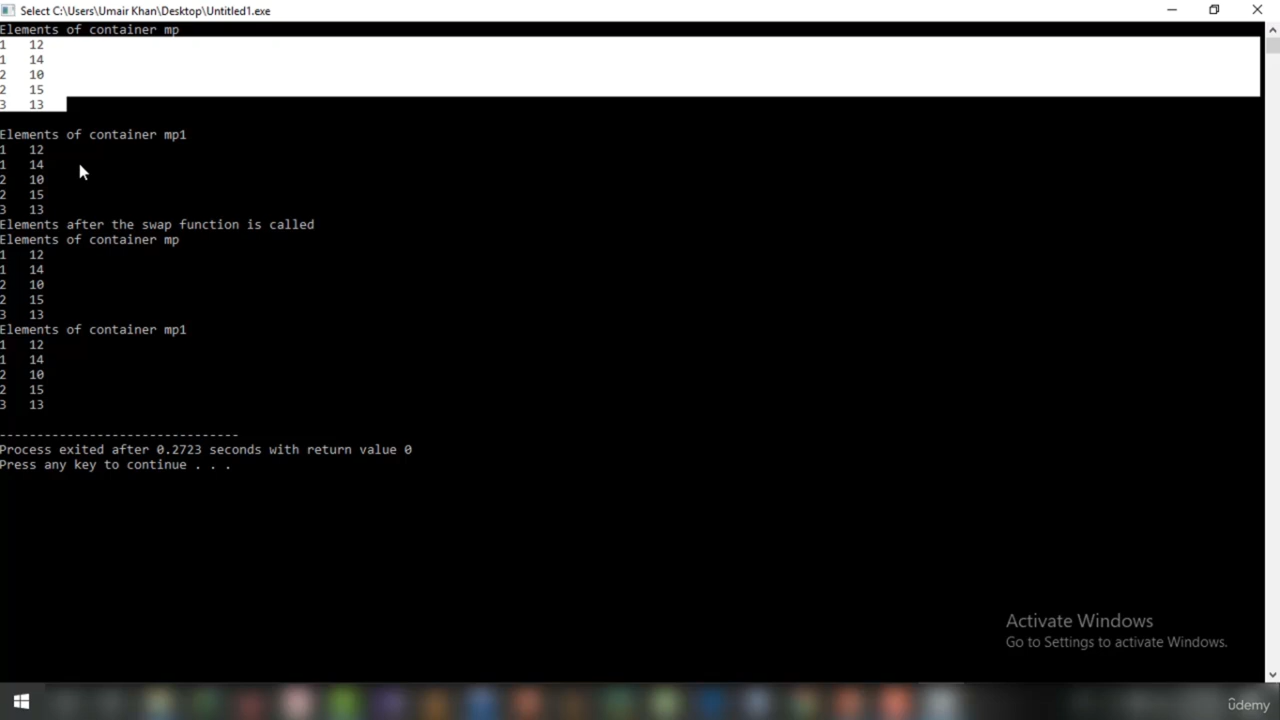 Select C:\Users\Umair Khan\Desktop\Untitled1.exe
Elements of container mp
1   12
1   14
2   10
2   15
3   13
Elements of container mp1
1   12
1   14
2   10
2   15
3   13
Elements after the swap function is called
Elements of container mp
1   12
1   14
2   10
2   15
3   13
Elements of container mp1
1   12
1   14
2   10
2   15
3   13
--------------------------------
Process exited after 0.2723 seconds with return value 0
Press any key to continue . . .
Activate Windows
Go to Settings to activate Windows.
ûdemy